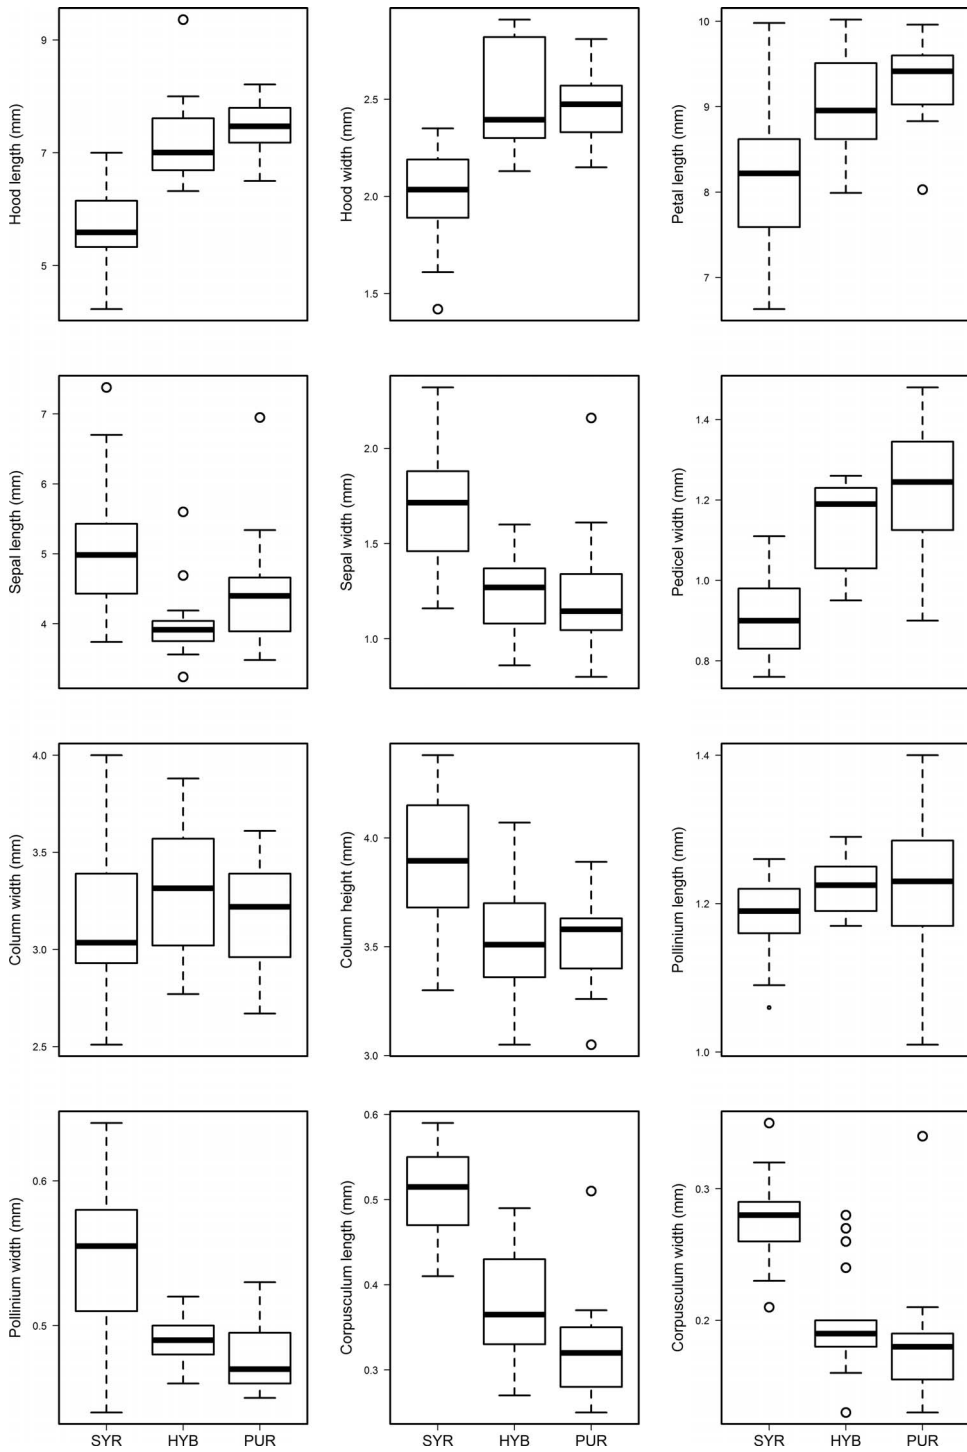 Hood length (mm)
9
7
5
Hood width (mm)
2.5
2.0
1.5
Petal length (mm)
10
9
8
7
Sepal length (mm)
7
6
5
4
Sepal width (mm)
2.0
1.5
1.0
Pedicel width (mm)
1.4
1.2
1.0
0.8
Column width (mm)
4.0
3.5
3.0
2.5
Column height (mm)
4.0
3.5
3.0
Pollinium length (mm)
1.4
1.2
1.0
Pollinium width (mm)
0.6
0.5
SYR HYB PUR
Corpusculum length (mm)
0.6
0.5
0.4
0.3
SYR HYB PUR
Corpusculum width (mm)
0.3
0.2
SYR HYB PUR